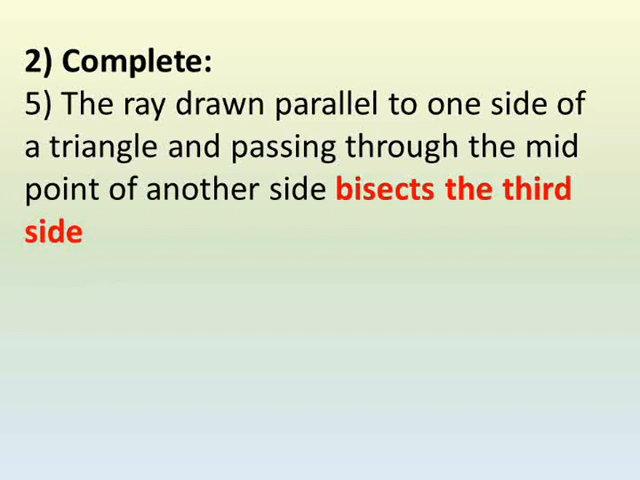 2) Complete:
5) The ray drawn parallel to one side of
a triangle and passing through the mid
point of another side bisects the third
side